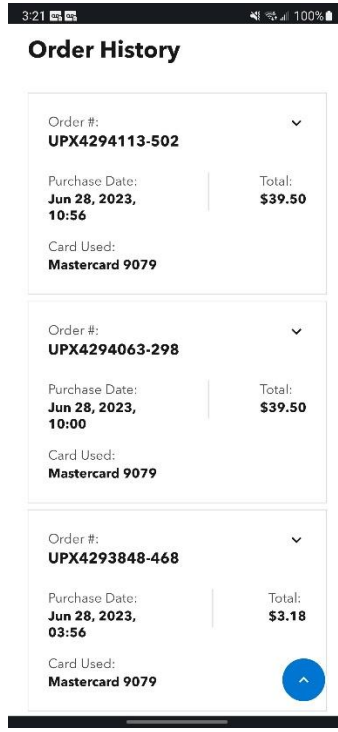 3:21 100%
Order History
Order #:
UPX4294113-502
Purchase Date: Total:
Jun 28, 2023, $39.50
10:56
Card Used:
Mastercard 9079
Order #:
UPX4294063-298
Purchase Date: Total:
Jun 28, 2023, $39.50
10:00
Card Used:
Mastercard 9079
Order #:
UPX4293848-468
Purchase Date: Total:
Jun 28, 2023, $3.18
03:56
Card Used:
Mastercard 9079